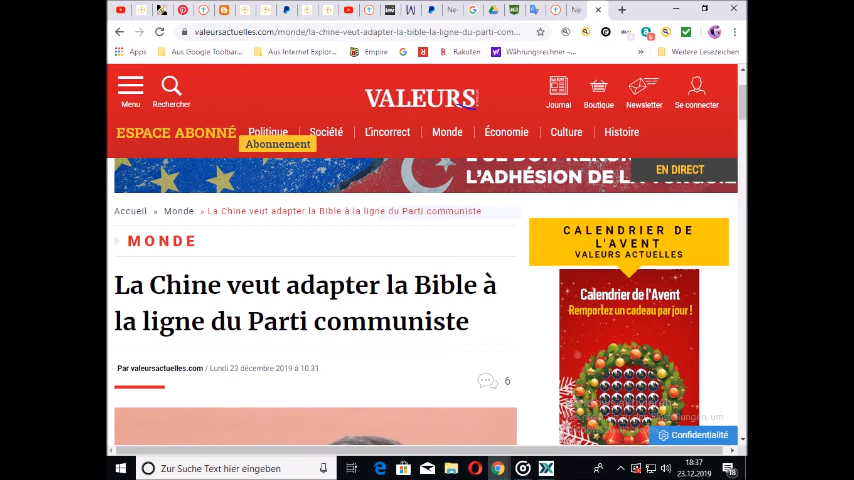 Ne
Ne
valeursactuelles.com/monde/la-chine-veut-adapter-la-bible-la-ligne-du-parti-com...
Apps
Aus Google Toolbar...
Aus Internet Explor...
Empire
Rakuten
Währungsrechner -...
»
Weitere Lesezeichen
Menu
Rechercher
VALEURS
Journal
Boutique
Newsletter
Se connecter
ESPACE ABONNÉ
Politique
Société
L'incorrect
Monde
Économie
Culture
Histoire
Abonnement
EN DIRECT
L'ADHÉSION DE LA
Accueil » Monde » La Chine veut adapter la Bible à la ligne du Parti communiste
MONDE
La Chine veut adapter la Bible à
la ligne du Parti communiste
Par valeursactuelles.com / Lundi 23 décembre 2019 à 10.31
6
CALENDRIER DE
L'AVENT
VALEURS ACTUELLES
Calendrier de l'Avent
Remportez un cadeau par jour !
Confidentialité
Zur Suche Text hier eingeben
18:37
23.12.2019
18